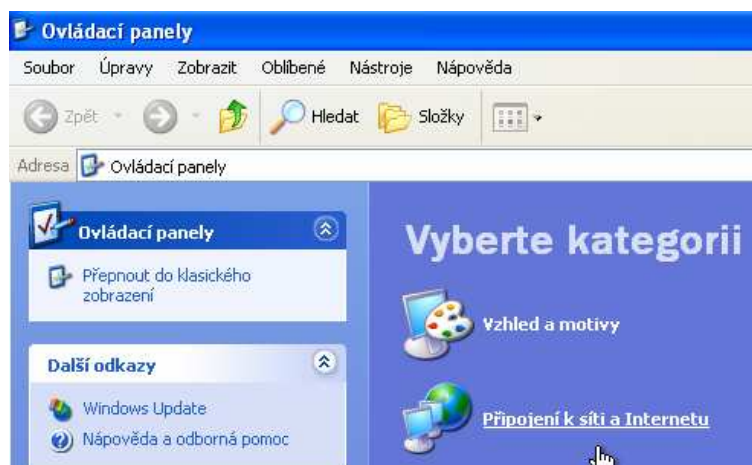 Ovládací panely
Soubor Úpravy Zobrazit Oblíbené Nástroje Nápověda
Zpět Hledat Složky
Adresa Ovládací panely
Ovládací panely
Přepnout do klasického
zobrazení
Další odkazy
Windows Update
Nápověda a odborná pomoc
Vyberte kategorii
Vzhled a motivy
Připojení k síti a Internetu